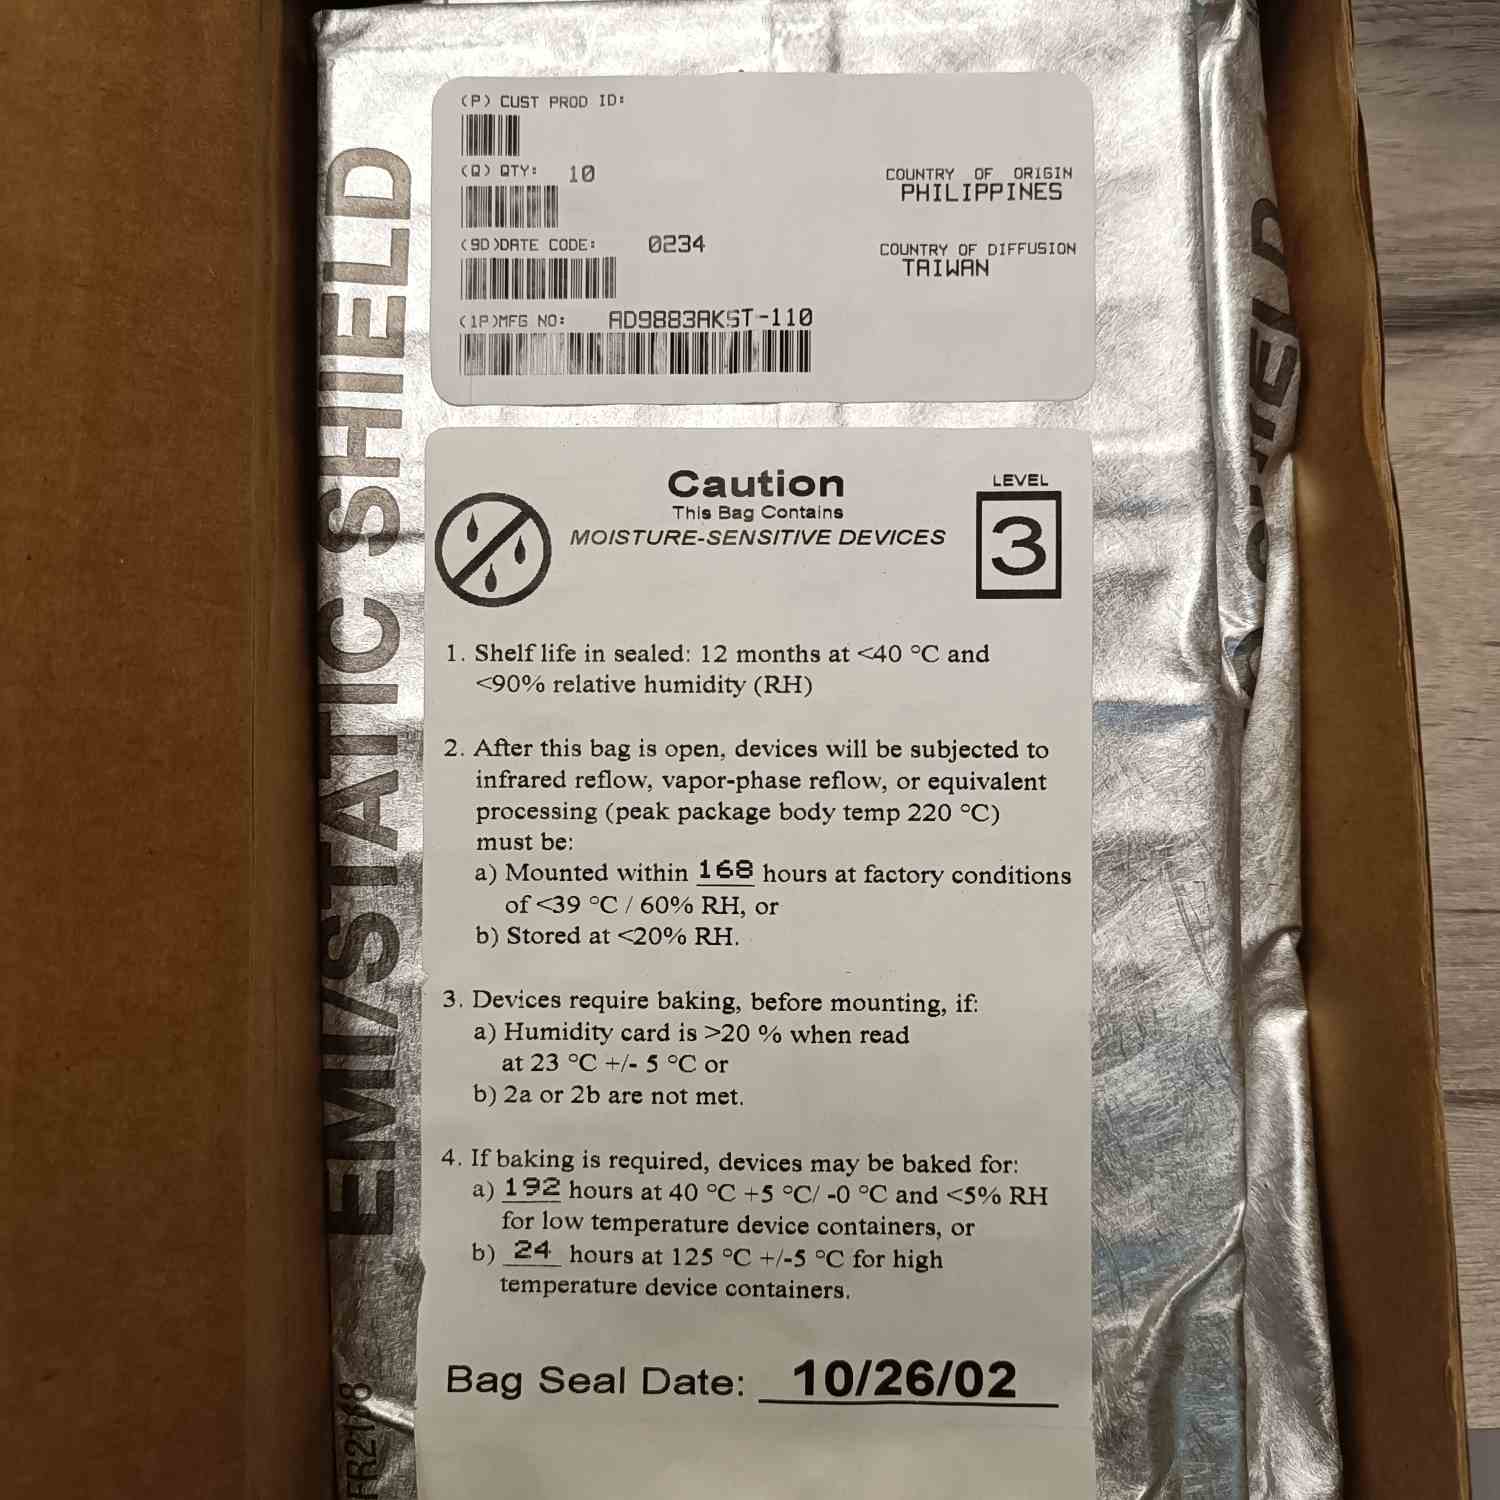 (P) CUST PROD ID:
(Q) QTY: 10
COUNTRY OF ORIGIN
PHILIPPINES
(9D)DATE CODE: 0234
COUNTRY OF DIFFUSION
TAIWAN
(1P)MFG NO: AD9883AKST-110
EMI/STATIC SHIELD
Caution
This Bag Contains
MOISTURE-SENSITIVE DEVICES
LEVEL
3
1. Shelf life in sealed: 12 months at <40 °C and
<90% relative humidity (RH)
2. After this bag is open, devices will be subjected to
infrared reflow, vapor-phase reflow, or equivalent
processing (peak package body temp 220 °C)
must be:
a) Mounted within 168 hours at factory conditions
of <39 °C / 60% RH, or
b) Stored at <20% RH.
3. Devices require baking, before mounting, if:
a) Humidity card is >20 % when read
at 23 °C +/- 5 °C or
b) 2a or 2b are not met.
4. If baking is required, devices may be baked for:
a) 192 hours at 40 °C +5 °C/ -0 °C and <5% RH
for low temperature device containers, or
b) 24 hours at 125 °C +/-5 °C for high
temperature device containers.
Bag Seal Date: 10/26/02
SHIELD